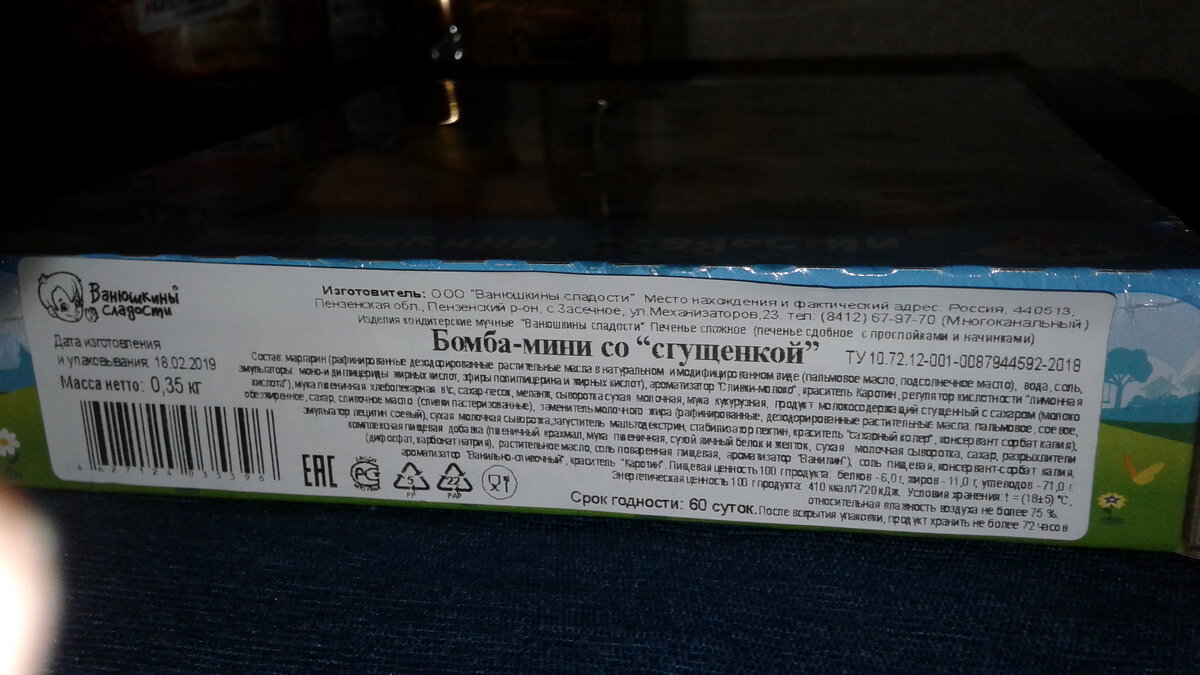 Ванюшкины
сладости
Дата изготовления
и упаковывания: 18.02.2019
Масса нетто: 0,35 кг
Изготовитель: ООО "Ванюшкины сладости". Место нахождения и фактический адрес: Россия, 440513,
Пензенская обл., Пензенский р-он, с. Засечное, ул.Механизаторов,23. тел: (8412) 67-97-70 (Многоканальный)
Изделия кондитерские мучные "Ванюшкины сладости" Печенье сложное (печенье сдобное с прослойками и начинками)
Бомба-мини со “сгущенкой” ТУ 10.72.12-001-0087944592-2018
Состав: маргарин (рафинированные дезодорированные растительные масла в натуральном и модифицированном виде (пальмовое масло, подсолнечное масло), вода, соль,
эмульгаторы: моно- и диглицериды жирных кислот, эфиры полиглицерина и жирных кислот), ароматизатор "Сливки-молоко", краситель Каротин, регулятор кислотности "лимонная
кислота"), мука пшеничная хлебопекарная в\с, сахар-песок, меланж, сыворотка сухая молочная, мука кукурузная, продукт молокосодержащий сгущенный с сахаром (молоко
обезжиренное, сахар, сливочное масло (сливки пастеризованные), заменитель молочного жира (рафинированные, дезодорированные растительные масла: пальмовое, соевое,
эмульгатор лецитин соевый), сухая молочная сыворотка, загуститель мальтодекстрин, стабилизатор пектин, краситель "сахарный колер", консервант сорбат калия),
комплексная пищевая добавка (пшеничный крахмал, мука пшеничная, сухой яичный белок и желток, сухая молочная сыворотка, сахар, разрыхлители
(дифосфат, карбонат натрия), растительное масло, соль поваренная пищевая, ароматизатор "Ванилин"), соль пищевая, консервант-сорбат калия,
ароматизатор "Ванильно-сливочный", краситель "Каротин". Пищевая ценность 100 г продукта: белков - 6,0 г, жиров - 11,0 г, углеводов - 71,0 г.
Энергетическая ценность 100 г продукта: 410 ккал/1720 кДж. Условия хранения: t = (18±5) °С,
относительная влажность воздуха не более 75 %.
Срок годности: 60 суток. После вскрытия упаковки, продукт хранить не более 72 часов
4 627124 035396
ЕАС
5
PP
22
PAP